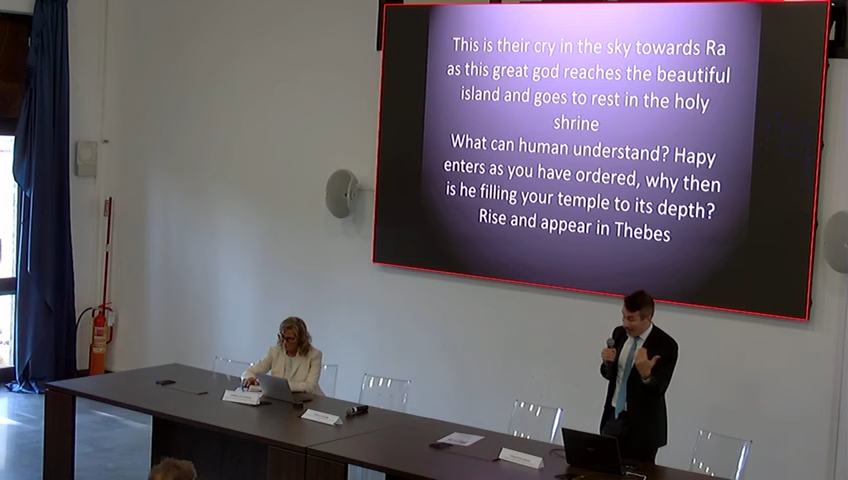 This is their cry in the sky towards Ra
as this great god reaches the beautiful
island and goes to rest in the holy
shrine
What can human understand? Hapy
enters as you have ordered, why then
is he filling your temple to its depth?
Rise and appear in Thebes